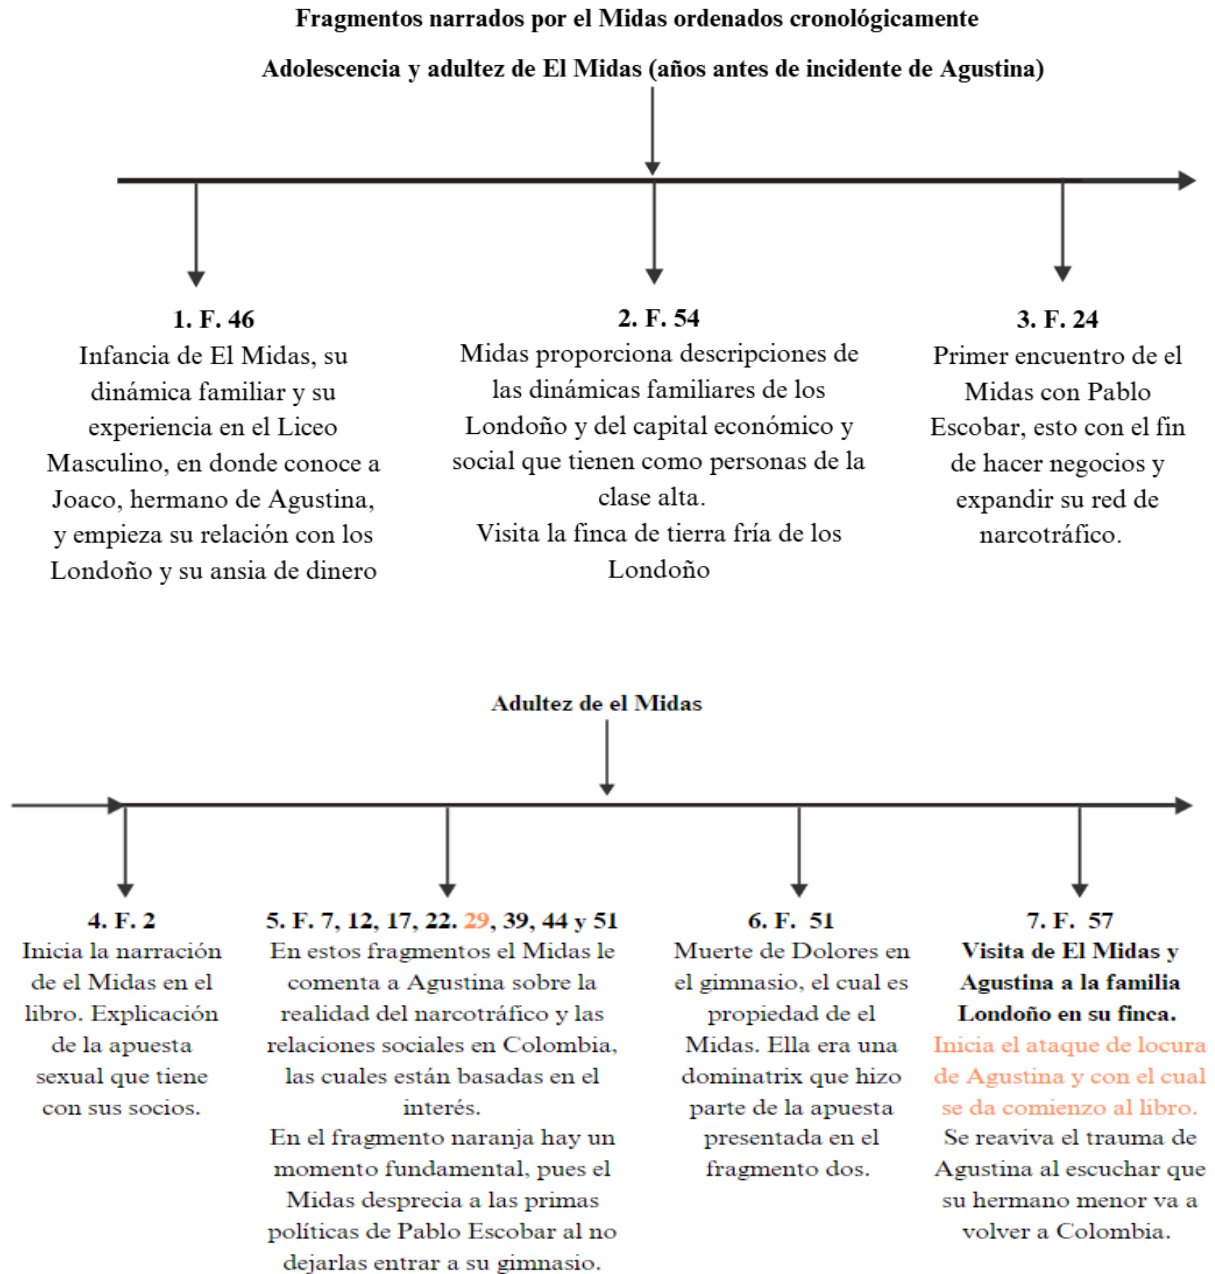 Fragmentos narrados por el Midas ordenados cronológicamente
Adolescencia y adultez de El Midas (años antes de incidente de Agustina)
1. F. 46
Infancia de El Midas, su
dinámica familiar y su
experiencia en el Liceo
Masculino, en donde conoce a
Joaco, hermano de Agustina,
y empieza su relación con los
Londoño y su ansia de dinero
2. F. 54
Midas proporciona descripciones de
las dinámicas familiares de los
Londoño y del capital económico y
social que tienen como personas de la
clase alta.
Visita la finca de tierra fría de los
Londoño
3. F. 24
Primer encuentro de el
Midas con Pablo
Escobar, esto con el fin
de hacer negocios y
expandir su red de
narcotráfico.
Adultez de el Midas
4. F. 2
Inicia la narración
de el Midas en el
libro. Explicación
de la apuesta
sexual que tiene
con sus socios.
5. F. 7, 12, 17, 22. 29, 39, 44 y 51
En estos fragmentos el Midas le
comenta a Agustina sobre la
realidad del narcotráfico y las
relaciones sociales en Colombia,
las cuales están basadas en el
interés.
En el fragmento naranja hay un
momento fundamental, pues el
Midas desprecia a las primas
políticas de Pablo Escobar al no
dejarlas entrar a su gimnasio.
6. F. 51
Muerte de Dolores en
el gimnasio, el cual es
propiedad de el
Midas. Ella era una
dominatrix que hizo
parte de la apuesta
presentada en el
fragmento dos.
7. F. 57
Visita de El Midas y
Agustina a la familia
Londoño en su finca.
Inicia el ataque de locura
de Agustina y con el cual
se da comienzo al libro.
Se reaviva el trauma de
Agustina al escuchar que
su hermano menor va a
volver a Colombia.